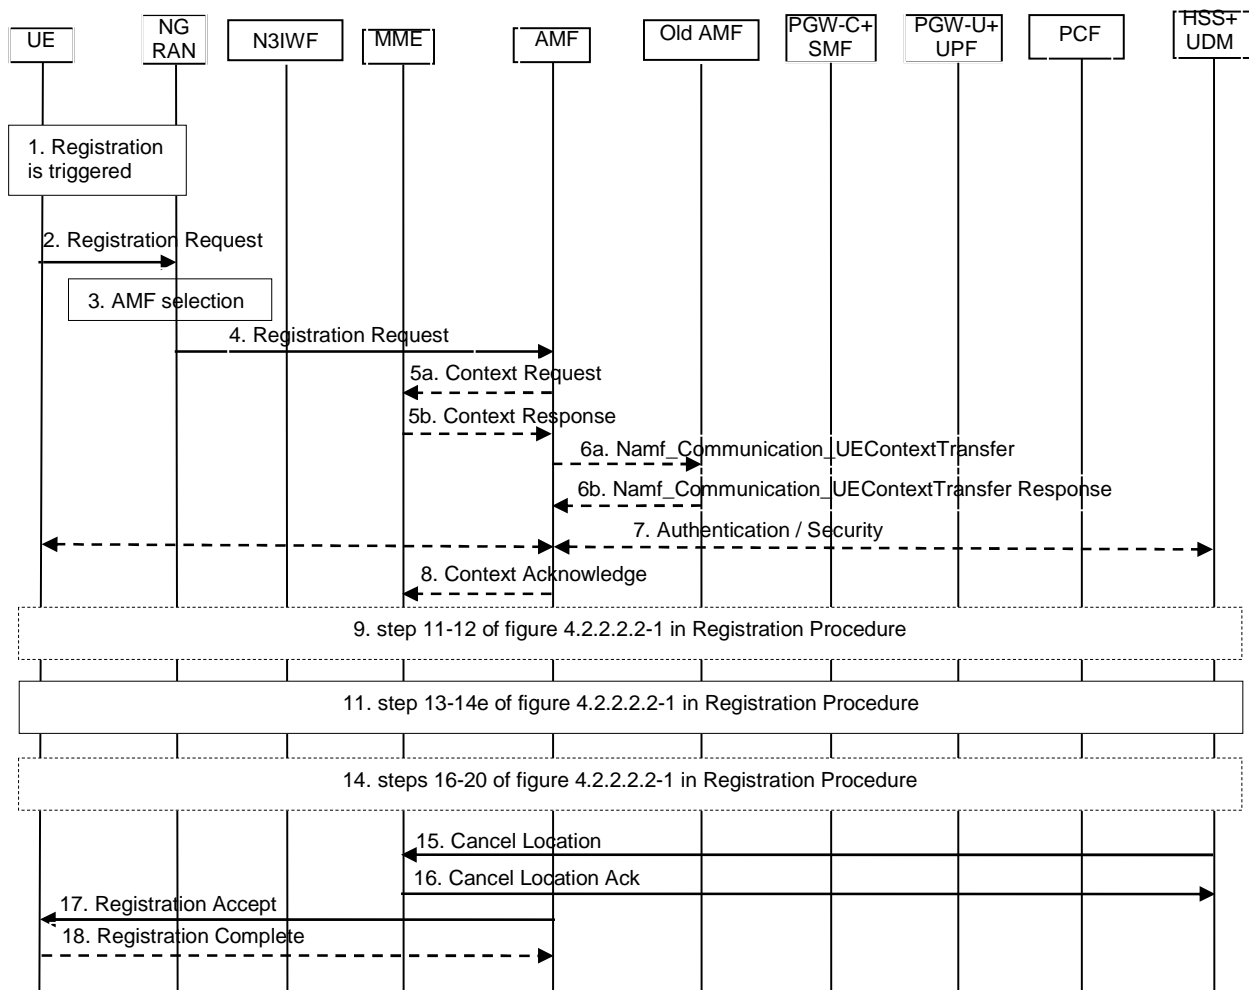 UE
NG
RAN
N3IWF
MME
AMF
Old AMF
PGW-C+
SMF
PGW-U+
UPF
PCF
HSS+
UDM
1. Registration
is triggered
2. Registration Request
3. AMF selection
4. Registration Request
5a. Context Request
5b. Context Response
6a. Namf_Communication_UEContextTransfer
6b. Namf_Communication_UEContextTransfer Response
7. Authentication / Security
8. Context Acknowledge
9. step 11-12 of figure 4.2.2.2.2-1 in Registration Procedure
11. step 13-14e of figure 4.2.2.2.2-1 in Registration Procedure
14. steps 16-20 of figure 4.2.2.2.2-1 in Registration Procedure
15. Cancel Location
16. Cancel Location Ack
17. Registration Accept
18. Registration Complete